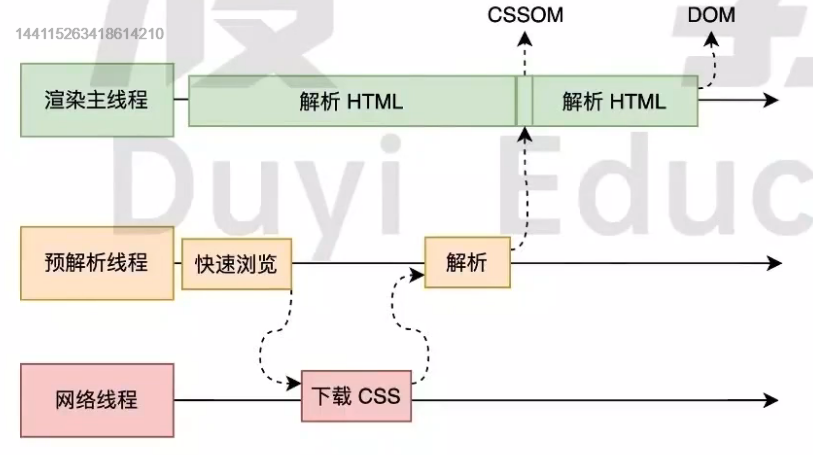 CSSOM
DOM
144115263418614210
渲染主线程
解析 HTML
解析 HTML
Duyi Educ
预解析线程
快速浏览
解析
网络线程
下载 CSS